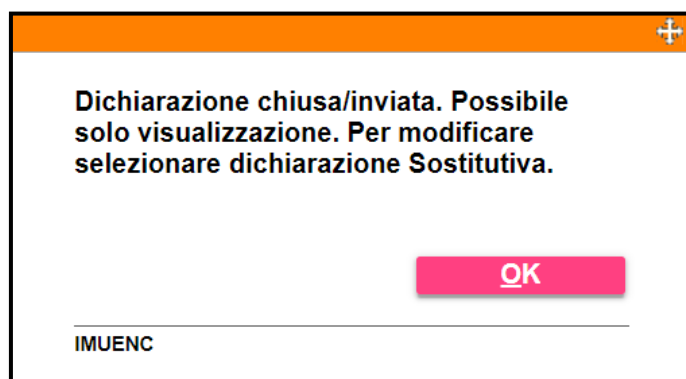 Dichiarazione chiusa/inviata. Possibile
solo visualizzazione. Per modificare
selezionare dichiarazione Sostitutiva.
OK
IMUENC